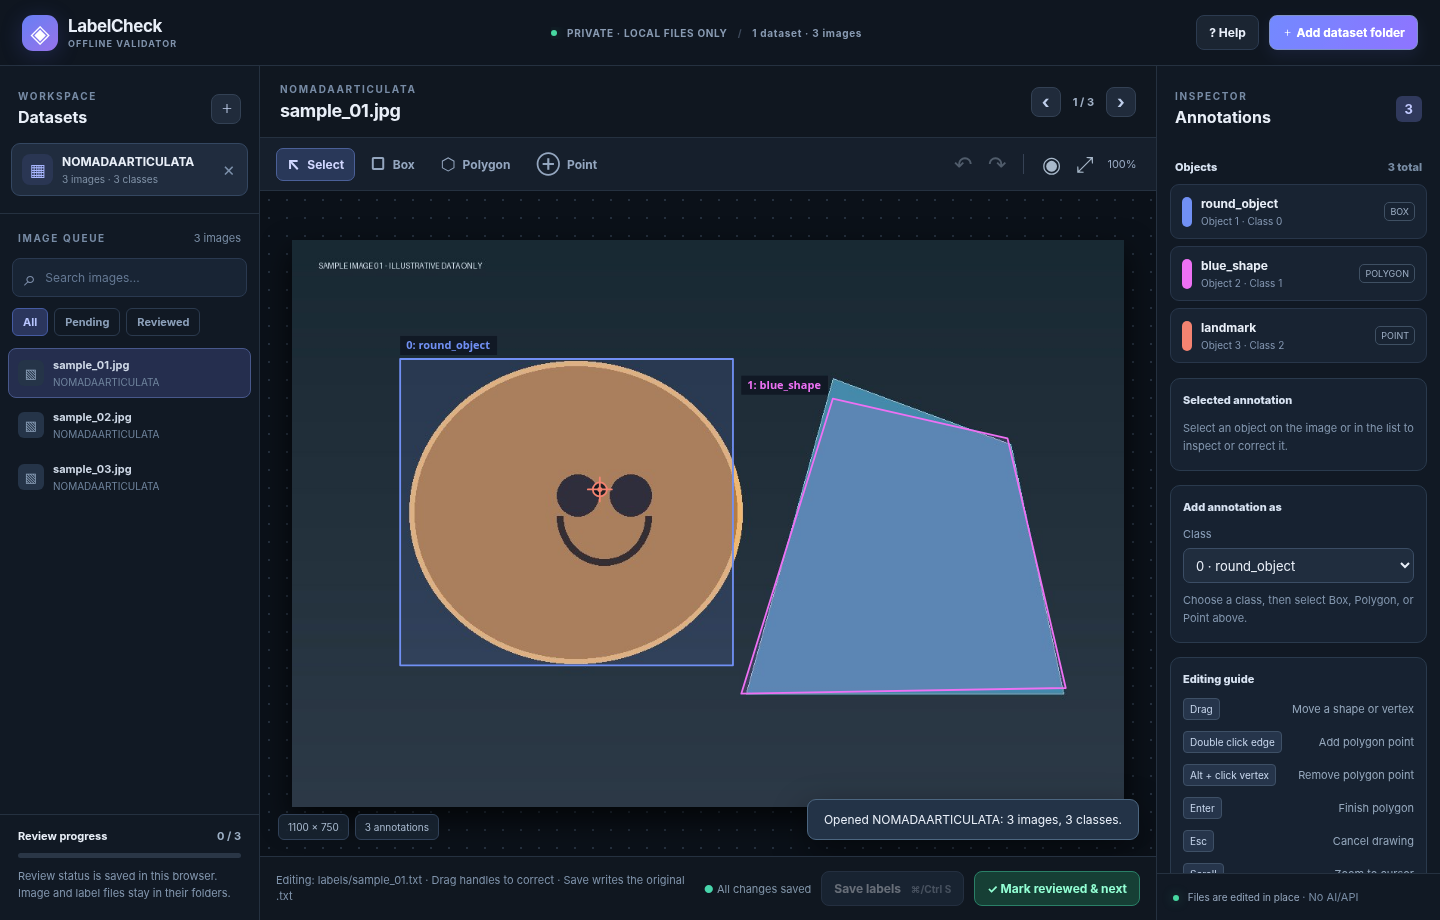 LabelCheck
OFFLINE VALIDATOR
PRIVATE · LOCAL FILES ONLY / 1 dataset · 3 images
? Help
+ Add dataset folder
WORKSPACE
Datasets
+
NOMADAARTICULATA
3 images · 3 classes
IMAGE QUEUE
3 images
Search images...
All
Pending
Reviewed
sample_01.jpg
NOMADAARTICULATA
sample_02.jpg
NOMADAARTICULATA
sample_03.jpg
NOMADAARTICULATA
Review progress
0 / 3
Review status is saved in this browser.
Image and label files stay in their folders.
NOMADAARTICULATA
sample_01.jpg
1 / 3
Select
Box
Polygon
Point
100%
SAMPLE IMAGE 01 · ILLUSTRATIVE DATA ONLY
0: round_object
1: blue_shape
1100 × 750
3 annotations
Opened NOMADAARTICULATA: 3 images, 3 classes.
Editing: labels/sample_01.txt · Drag handles to correct · Save writes the original
.txt
All changes saved
Save labels ⌘/Ctrl S
✓ Mark reviewed & next
INSPECTOR
Annotations
3
Objects
3 total
round_object
Object 1 · Class 0
BOX
blue_shape
Object 2 · Class 1
POLYGON
landmark
Object 3 · Class 2
POINT
Selected annotation
Select an object on the image or in the list to
inspect or correct it.
Add annotation as
Class
0 · round_object
Choose a class, then select Box, Polygon, or
Point above.
Editing guide
Drag
Move a shape or vertex
Double click edge
Add polygon point
Alt + click vertex
Remove polygon point
Enter
Finish polygon
Esc
Cancel drawing
Scroll
Zoom to cursor
Files are edited in place · No AI/API